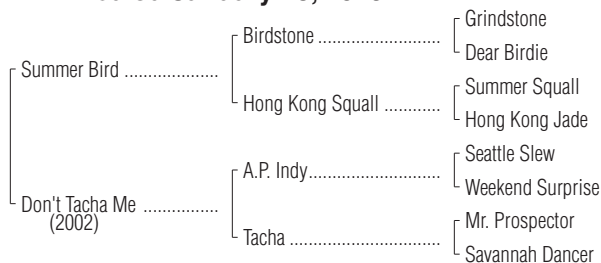 Grindstone
Birdstone ..........................
Dear Birdie
Summer Bird ....................
Summer Squall
Hong Kong Squall ............
Hong Kong Jade
Seattle Slew
A.P. Indy............................
Weekend Surprise
Don't Tacha Me ................
(2002)
Mr. Prospector
Tacha ................................
Savannah Dancer